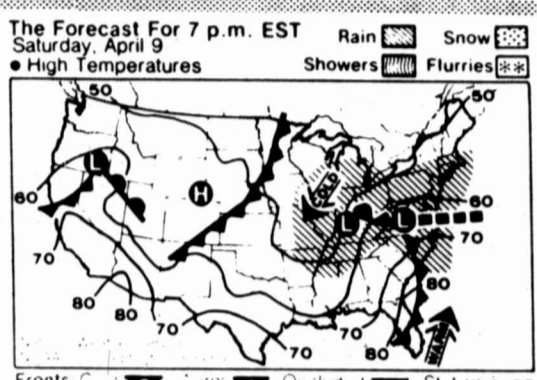 The Forecast For 7 p.m. EST
Saturday, April 9
● High Temperatures
Rain
Snow
Showers
Flurries
50
50
L
H
COLD
60
L
L
60
70
70
80
80
80
70
70
70
WARM
Fronts